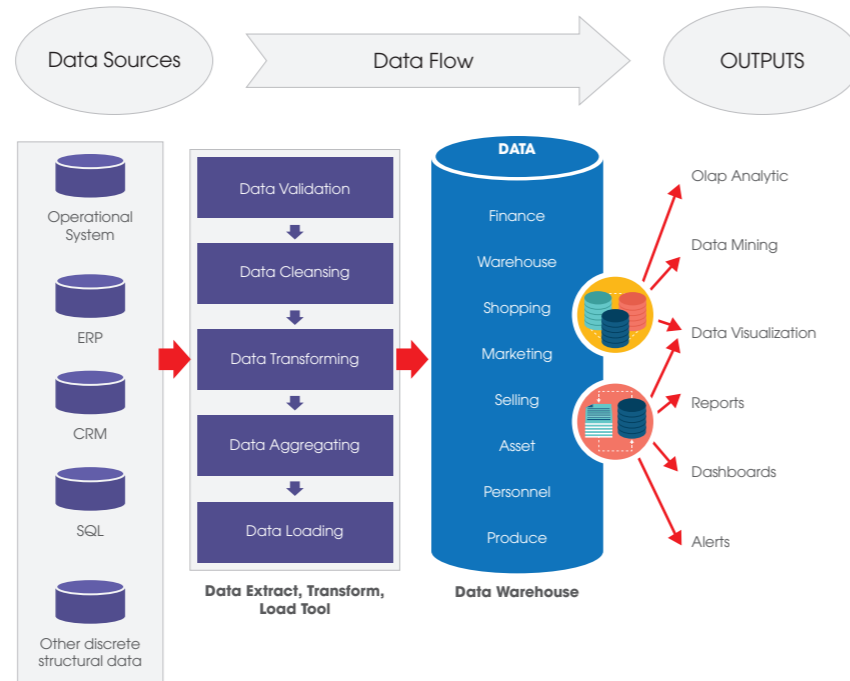 Data Sources
Data Flow
OUTPUTS
Operational
System
ERP
CRM
SQL
Other discrete
structural data
Data Validation
Data Cleansing
Data Transforming
Data Aggregating
Data Loading
Data Extract, Transform,
Load Tool
DATA
Finance
Warehouse
Shopping
Marketing
Selling
Asset
Personnel
Produce
Data Warehouse
Olap Analytic
Data Mining
Data Visualization
Reports
Dashboards
Alerts